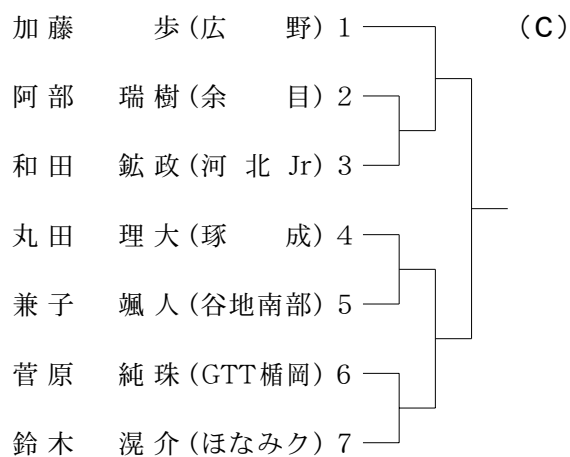 加藤 歩(広 野) 1 (C)
阿部 瑞樹(余 目) 2
和田 鉱政(河 北 Jr) 3
丸田 理大(琢 成) 4
兼子 颯人(谷地南部) 5
菅原 純珠(GTT楯岡) 6
鈴木 滉介(ほなみク) 7